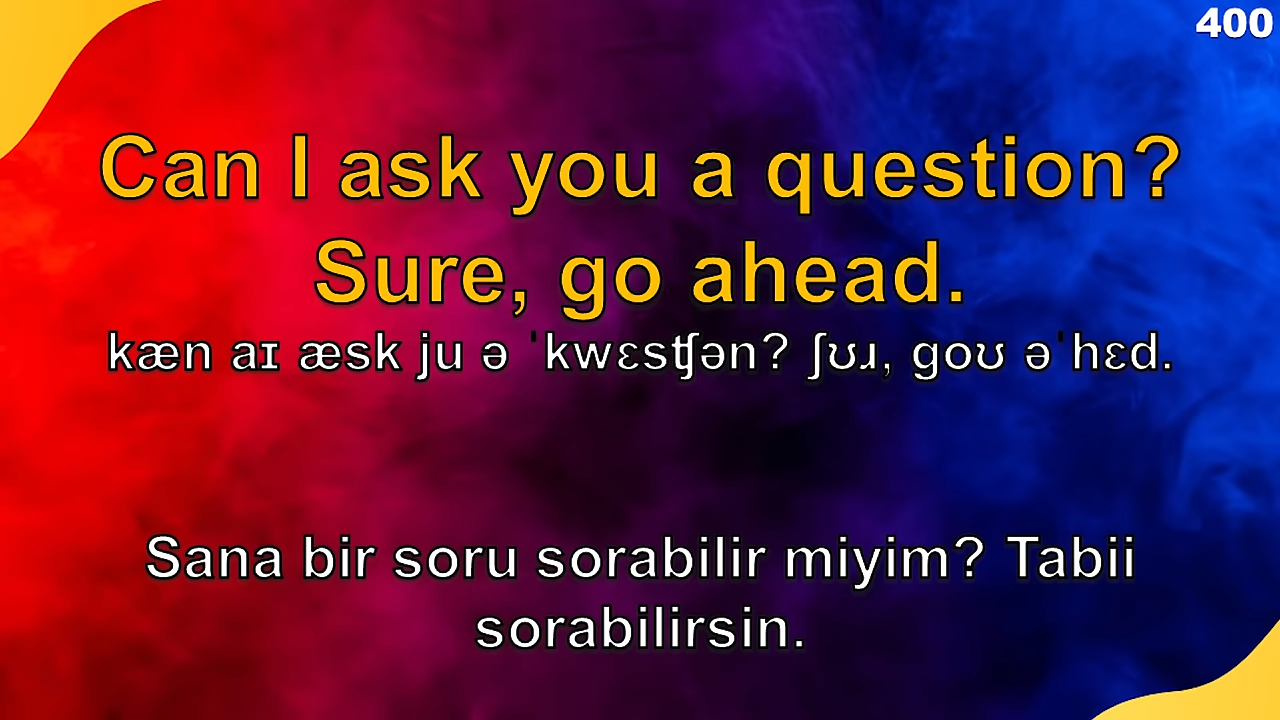 400
Can I ask you a question?
Sure, go ahead.
kæn aɪ æsk ju ə ˈkwɛsʧən? ʃʊɹ, goʊ əˈhɛd.
Sana bir soru sorabilir miyim? Tabii
sorabilirsin.